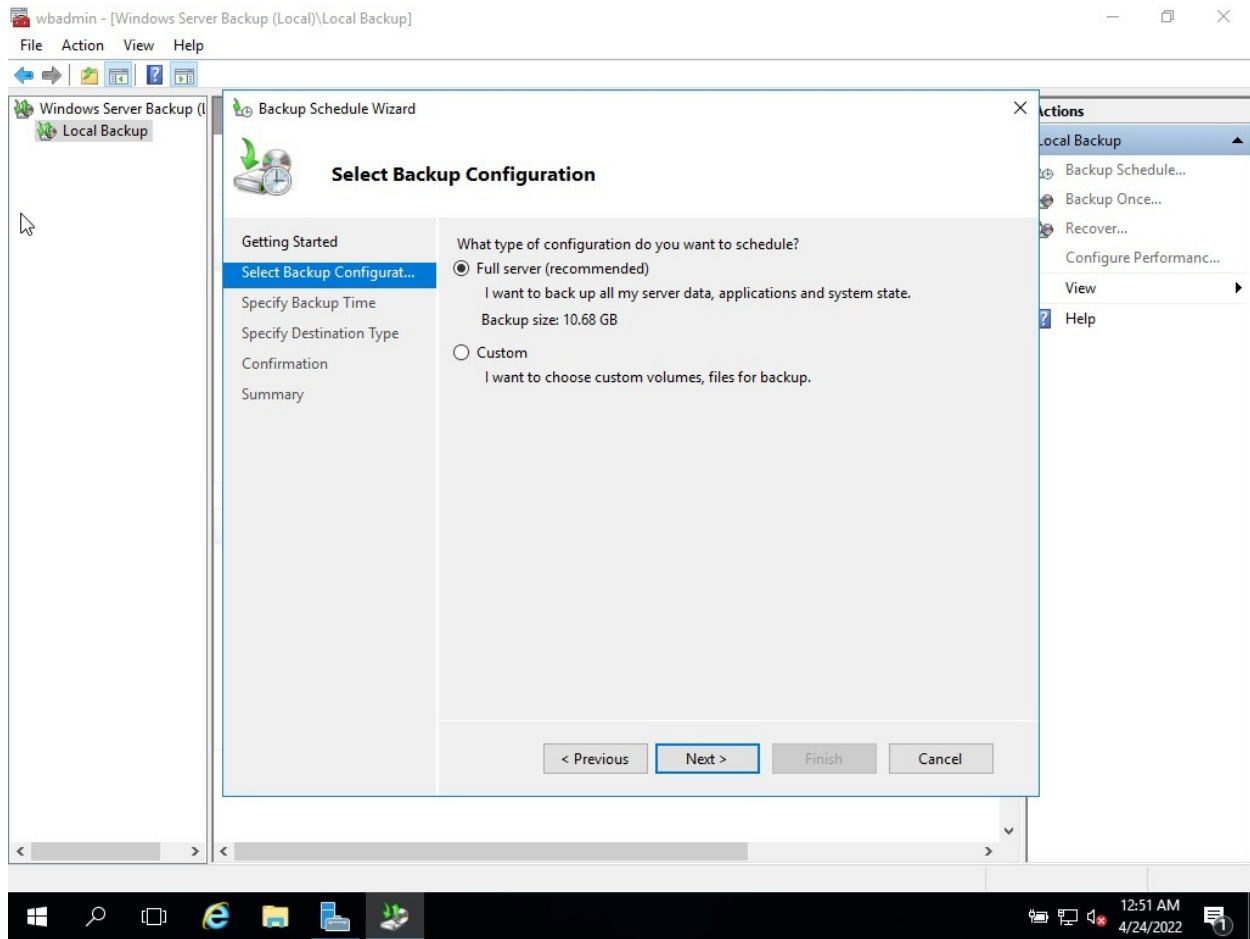 wbadmin - [Windows Server Backup (Local)\Local Backup]
File Action View Help
Windows Server Backup (L
Local Backup
Backup Schedule Wizard
Select Backup Configuration
Getting Started
Select Backup Configurat...
Specify Backup Time
Specify Destination Type
Confirmation
Summary
What type of configuration do you want to schedule?
Full server (recommended)
I want to back up all my server data, applications and system state.
Backup size: 10.68 GB
Custom
I want to choose custom volumes, files for backup.
< Previous
Next >
Finish
Cancel
Actions
Local Backup
Backup Schedule...
Backup Once...
Recover...
Configure Performanc...
View
Help
12:51 AM
4/24/2022
1